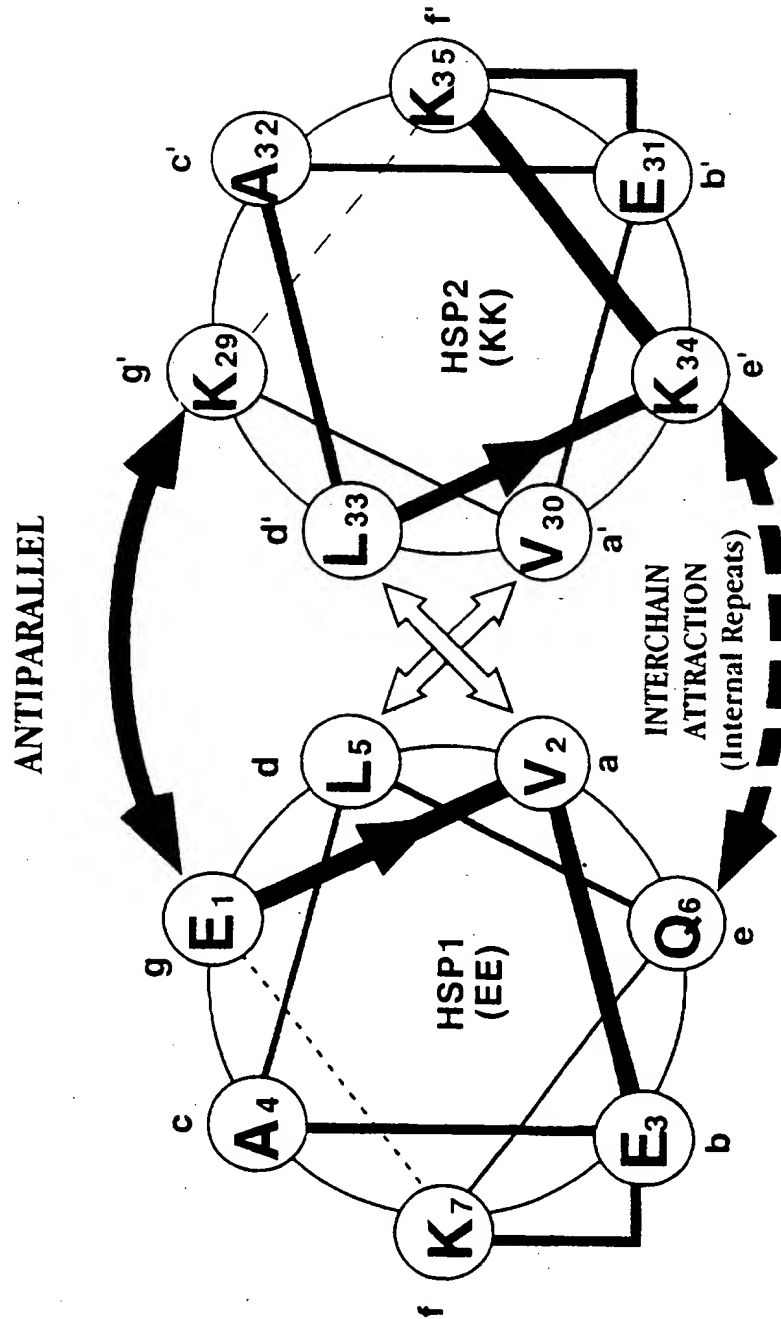 ANTIPARALLEL
g
E1
d
L5
a
V2
e
Q6
b
E3
f
K7
c
A4
HSP1
(EE)
g'
K29
c'
A32
f'
K35
b'
E31
e'
K34
a'
V30
d'
L33
HSP2
(KK)
INTERCHAIN
ATTRACTION
(Internal Repeats)